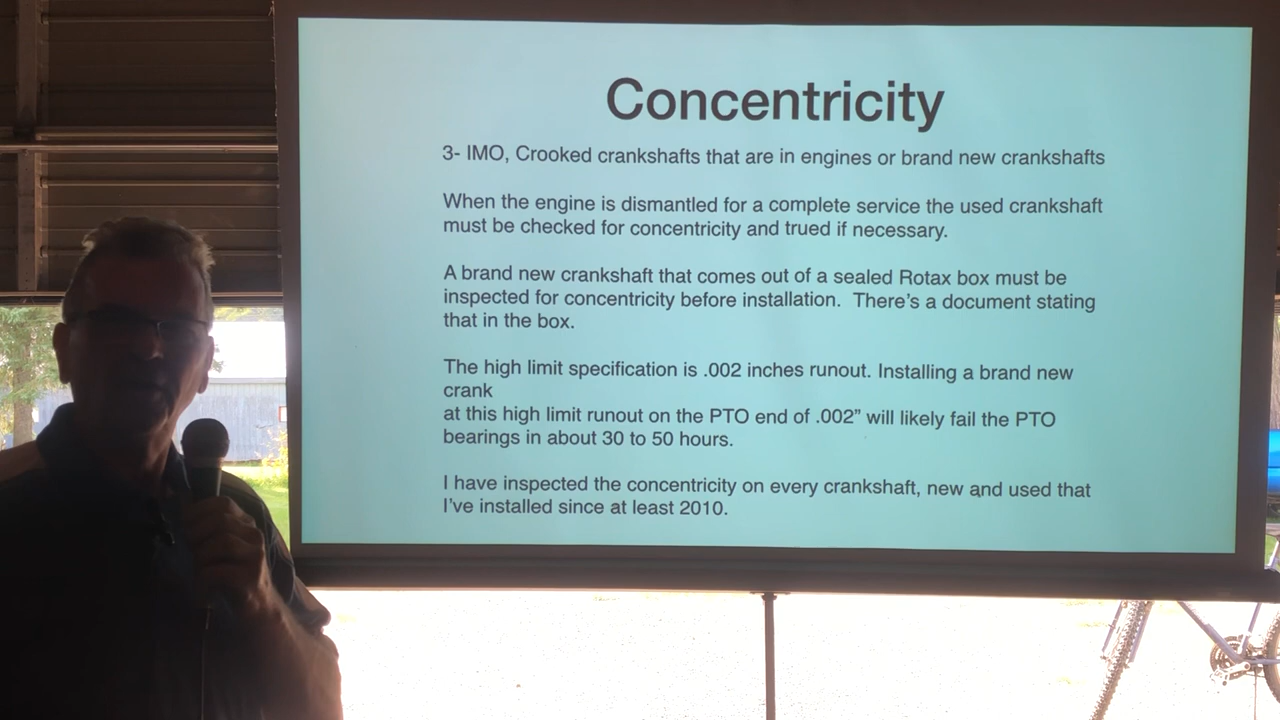 Concentricity
3- IMO, Crooked crankshafts that are in engines or brand new crankshafts
When the engine is dismantled for a complete service the used crankshaft
must be checked for concentricity and trued if necessary.
A brand new crankshaft that comes out of a sealed Rotax box must be
inspected for concentricity before installation.  There's a document stating
that in the box.
The high limit specification is .002 inches runout. Installing a brand new
crank
at this high limit runout on the PTO end of .002” will likely fail the PTO
bearings in about 30 to 50 hours.
I have inspected the concentricity on every crankshaft, new and used that
I've installed since at least 2010.